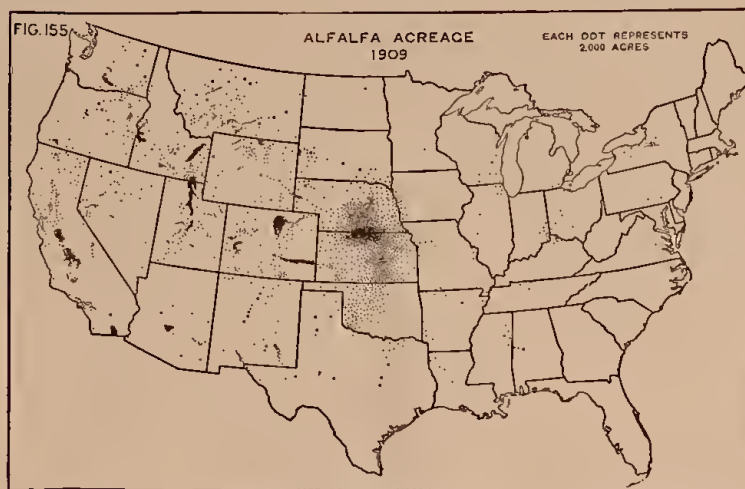 FIG.155
ALFALFA ACREAGE
1909
EACH DOT REPRESENTS
2,000 ACRES